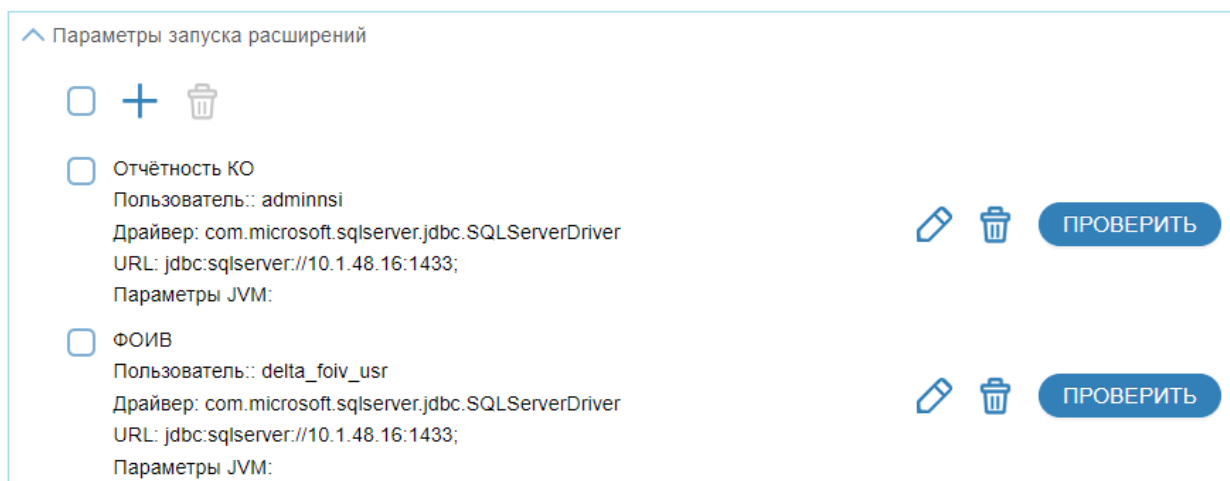 Параметры запуска расширений
Отчётность КО
Пользователь:: adminnsi
Драйвер: com.microsoft.sqlserver.jdbc.SQLServerDriver
URL: jdbc:sqlserver://10.1.48.16:1433;
Параметры JVM:
ПРОВЕРИТЬ
ФОИВ
Пользователь:: delta_foiv_usr
Драйвер: com.microsoft.sqlserver.jdbc.SQLServerDriver
URL: jdbc:sqlserver://10.1.48.16:1433;
Параметры JVM:
ПРОВЕРИТЬ